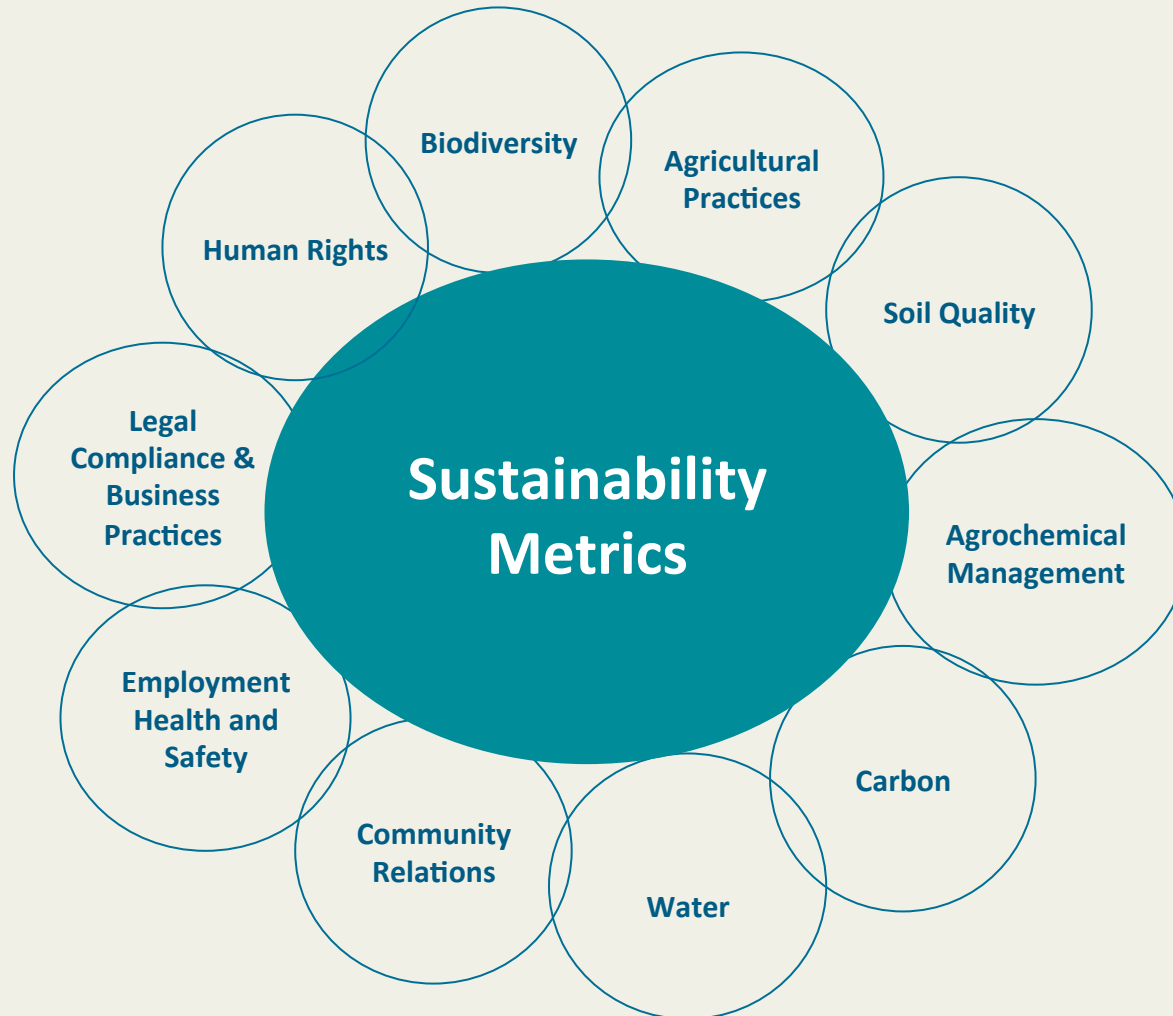 Biodiversity
Agricultural
Practices
Human Rights
Soil Quality
Legal
Compliance &
Business
Practices
Sustainability
Metrics
Agrochemical
Management
Employment
Health and
Safety
Carbon
Community
Relations
Water